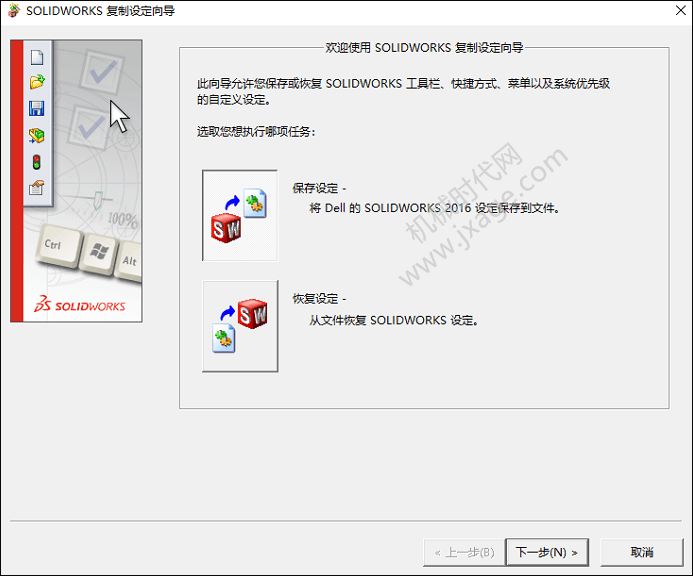 SOLIDWORKS 复制设定向导
欢迎使用 SOLIDWORKS 复制设定向导
此向导允许您保存或恢复 SOLIDWORKS 工具栏、快捷方式、菜单以及系统优先级
的自定义设定。
选取您想执行哪项任务：
保存设定 -
将 Dell 的 SOLIDWORKS 2016 设定保存到文件。
恢复设定 -
从文件恢复 SOLIDWORKS 设定。
SW
SW
100%
Ctrl
Alt
SOLIDWORKS
机械时代网
www.jxage.com
< 上一步(B)
下一步(N) >
取消